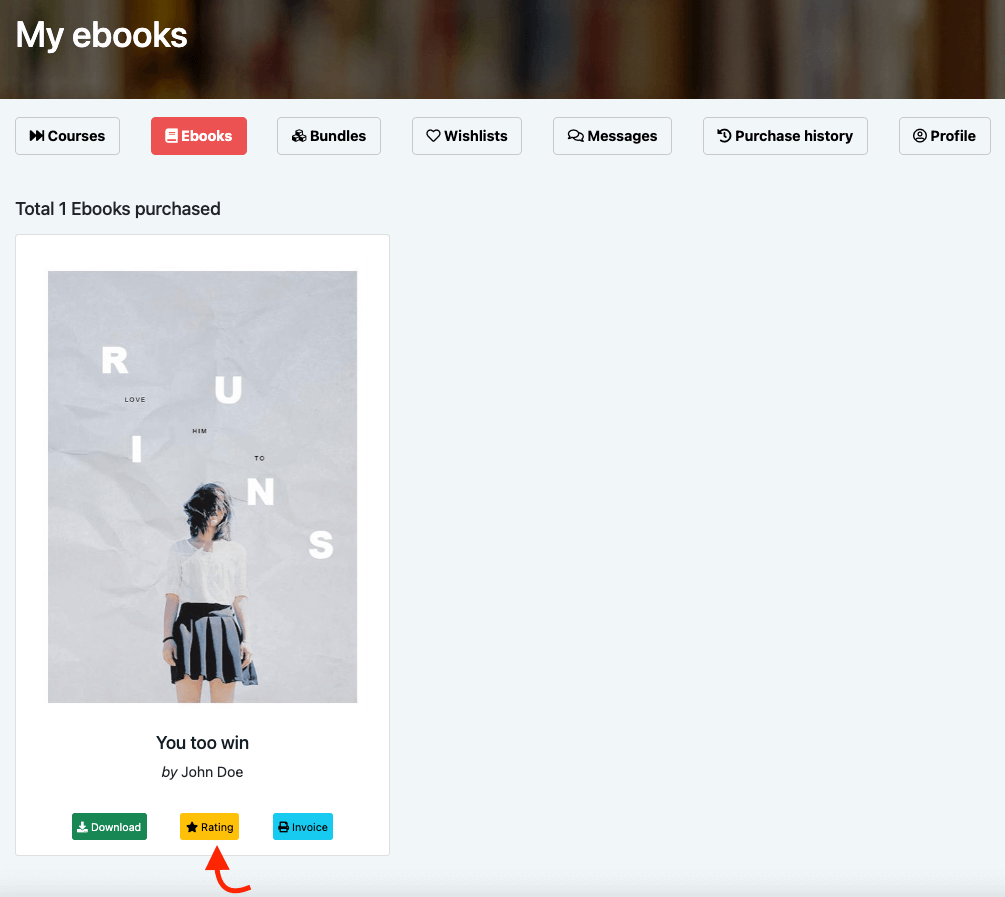 My ebooks
Courses
Ebooks
Bundles
Wishlists
Messages
Purchase history
Profile
Total 1 Ebooks purchased
R
U
LOVE
HIM
I
TO
N
S
You too win
by John Doe
Download
Rating
Invoice